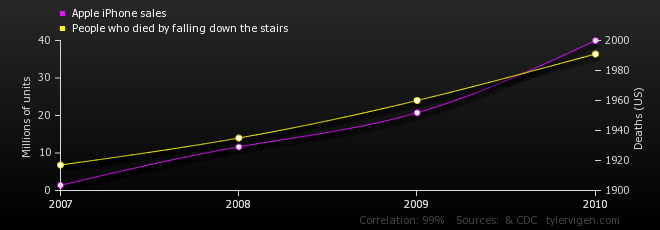 Apple iPhone sales
People who died by falling down the stairs
40
30
20
10
0
Millions of units
2000
1980
1960
1940
1920
1900
Deaths (US)
2007 2008 2009 2010
Correlation: 99% Sources: & CDC tylervigen.com